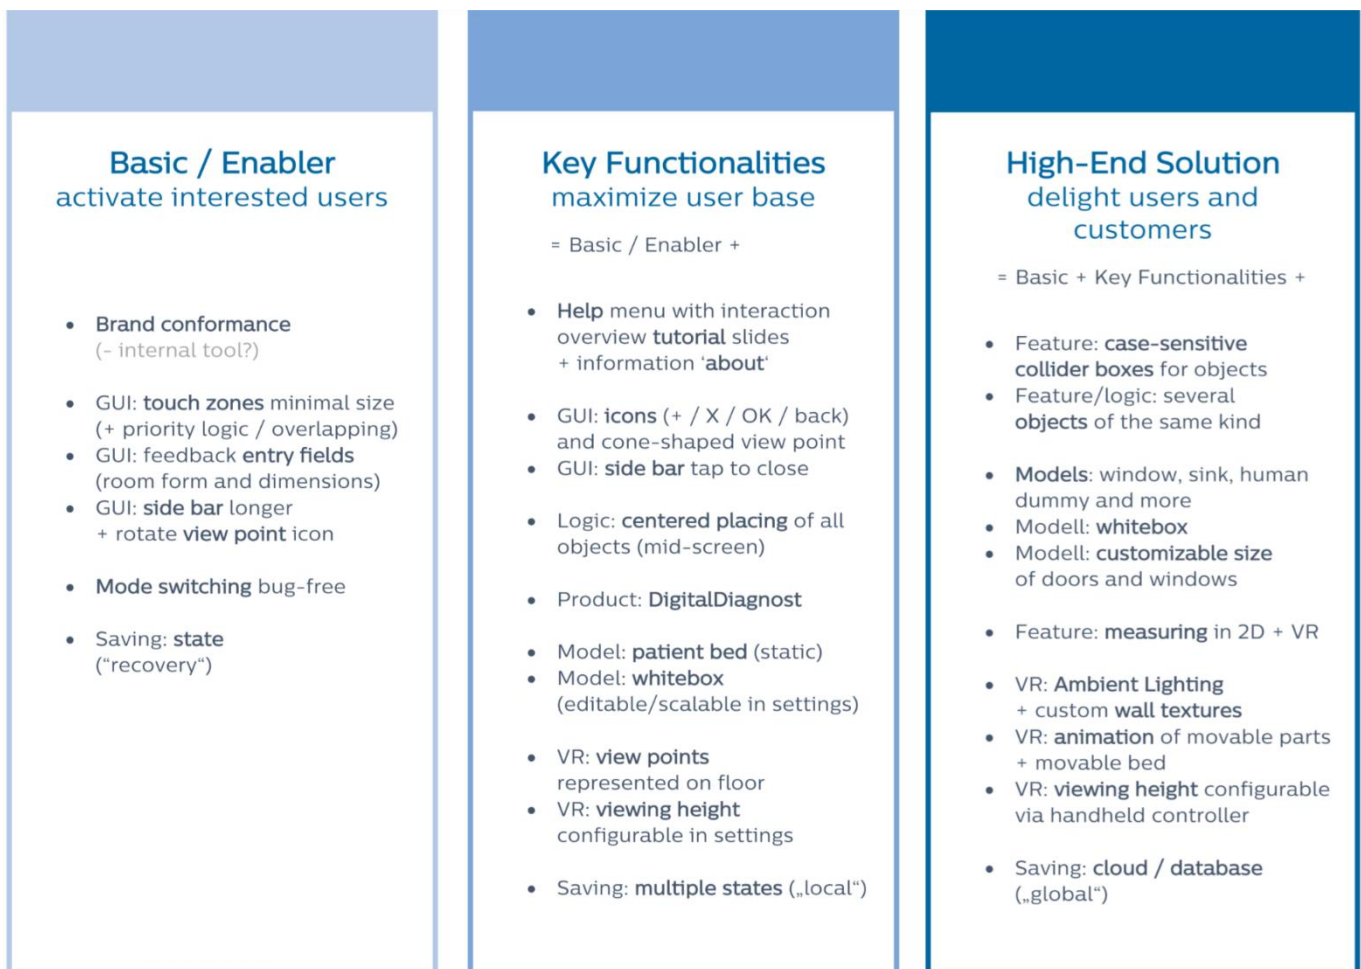 Basic / Enabler
activate interested users
• Brand conformance
(- internal tool?)
• GUI: touch zones minimal size
(+ priority logic / overlapping)
• GUI: feedback entry fields
(room form and dimensions)
• GUI: side bar longer
+ rotate view point icon
• Mode switching bug-free
• Saving: state
(“recovery“)
Key Functionalities
maximize user base
= Basic / Enabler +
• Help menu with interaction
overview tutorial slides
+ information ‘about‘
• GUI: icons (+ / X / OK / back)
and cone-shaped view point
• GUI: side bar tap to close
• Logic: centered placing of all
objects (mid-screen)
• Product: DigitalDiagnost
• Model: patient bed (static)
• Model: whitebox
(editable/scalable in settings)
• VR: view points
represented on floor
• VR: viewing height
configurable in settings
• Saving: multiple states („local“)
High-End Solution
delight users and
customers
= Basic + Key Functionalities +
• Feature: case-sensitive
collider boxes for objects
• Feature/logic: several
objects of the same kind
• Models: window, sink, human
dummy and more
• Modell: whitebox
• Modell: customizable size
of doors and windows
• Feature: measuring in 2D + VR
• VR: Ambient Lighting
+ custom wall textures
• VR: animation of movable parts
+ movable bed
• VR: viewing height configurable
via handheld controller
• Saving: cloud / database
(„global“)